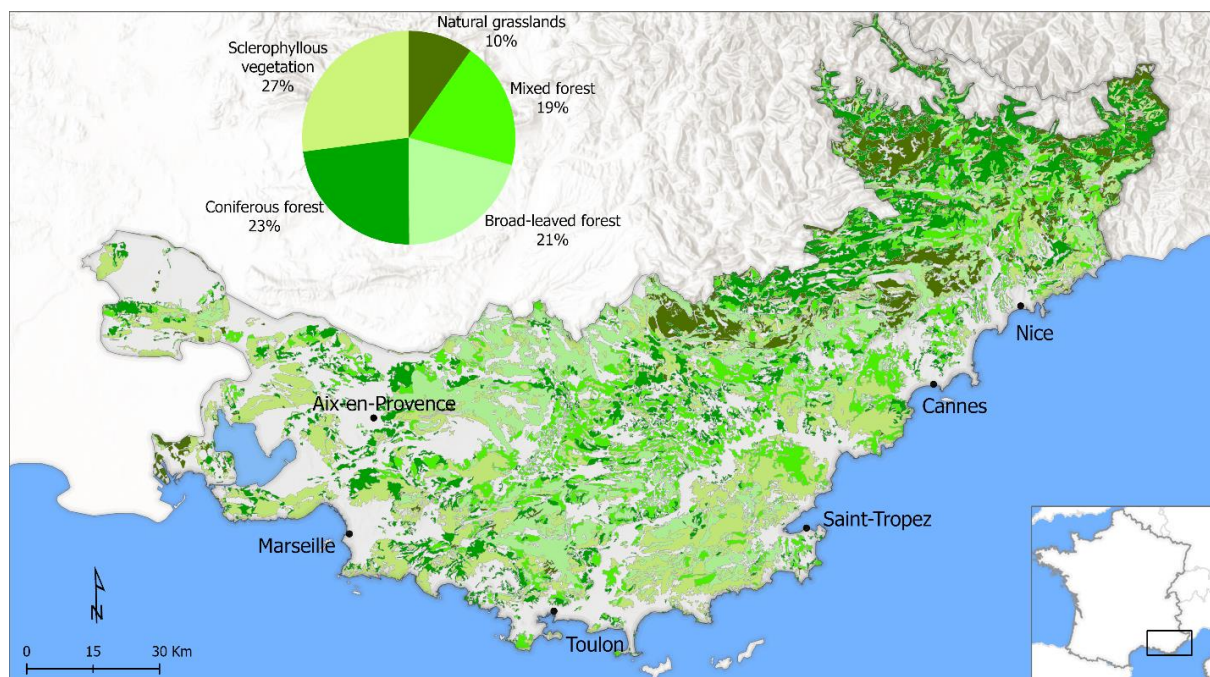 Natural grasslands
10%
Sclerophyllous
vegetation
27%
Mixed forest
19%
Coniferous forest
23%
Broad-leaved forest
21%
Nice
Cannes
Aix-en-Provence
Saint-Tropez
Marseille
Toulon
N
0 15 30 Km